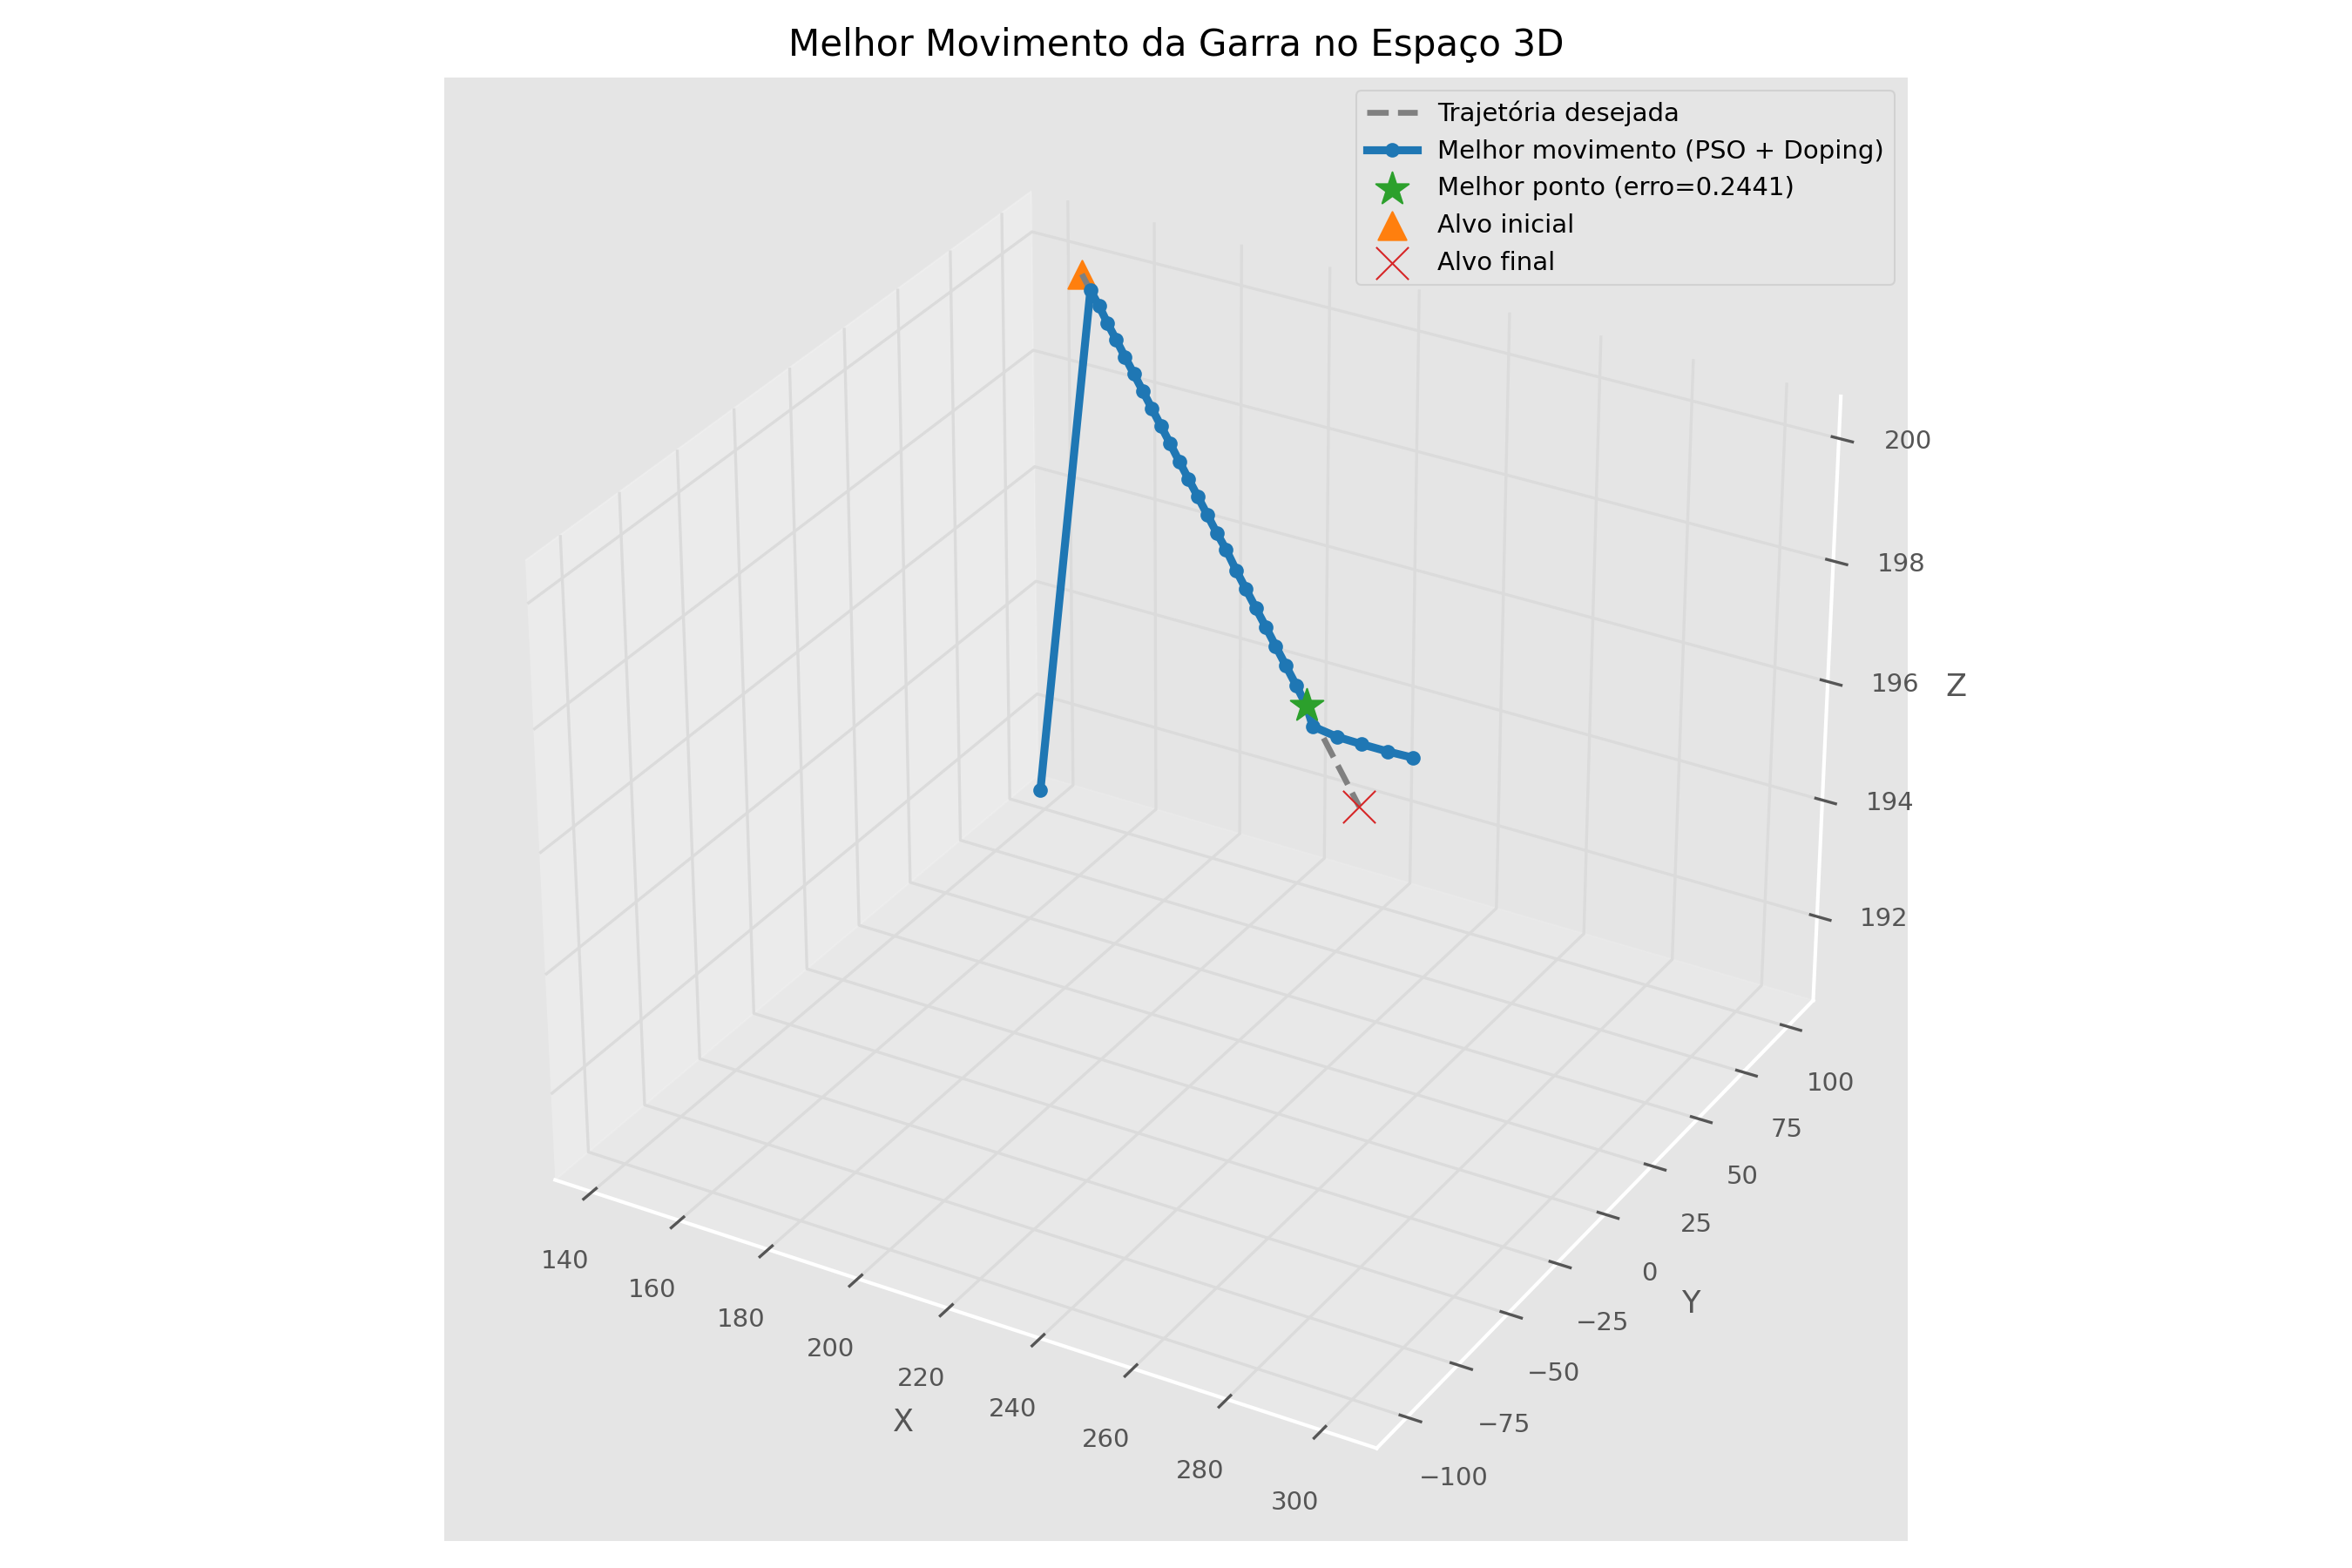 Melhor Movimento da Garra no Espaço 3D
Trajetória desejada
Melhor movimento (PSO + Doping)
Melhor ponto (erro=0.2441)
Alvo inicial
Alvo final
200
198
196
Z
194
192
100
75
50
25
0
Y
−25
−50
−75
−100
140
160
180
200
220
X
240
260
280
300